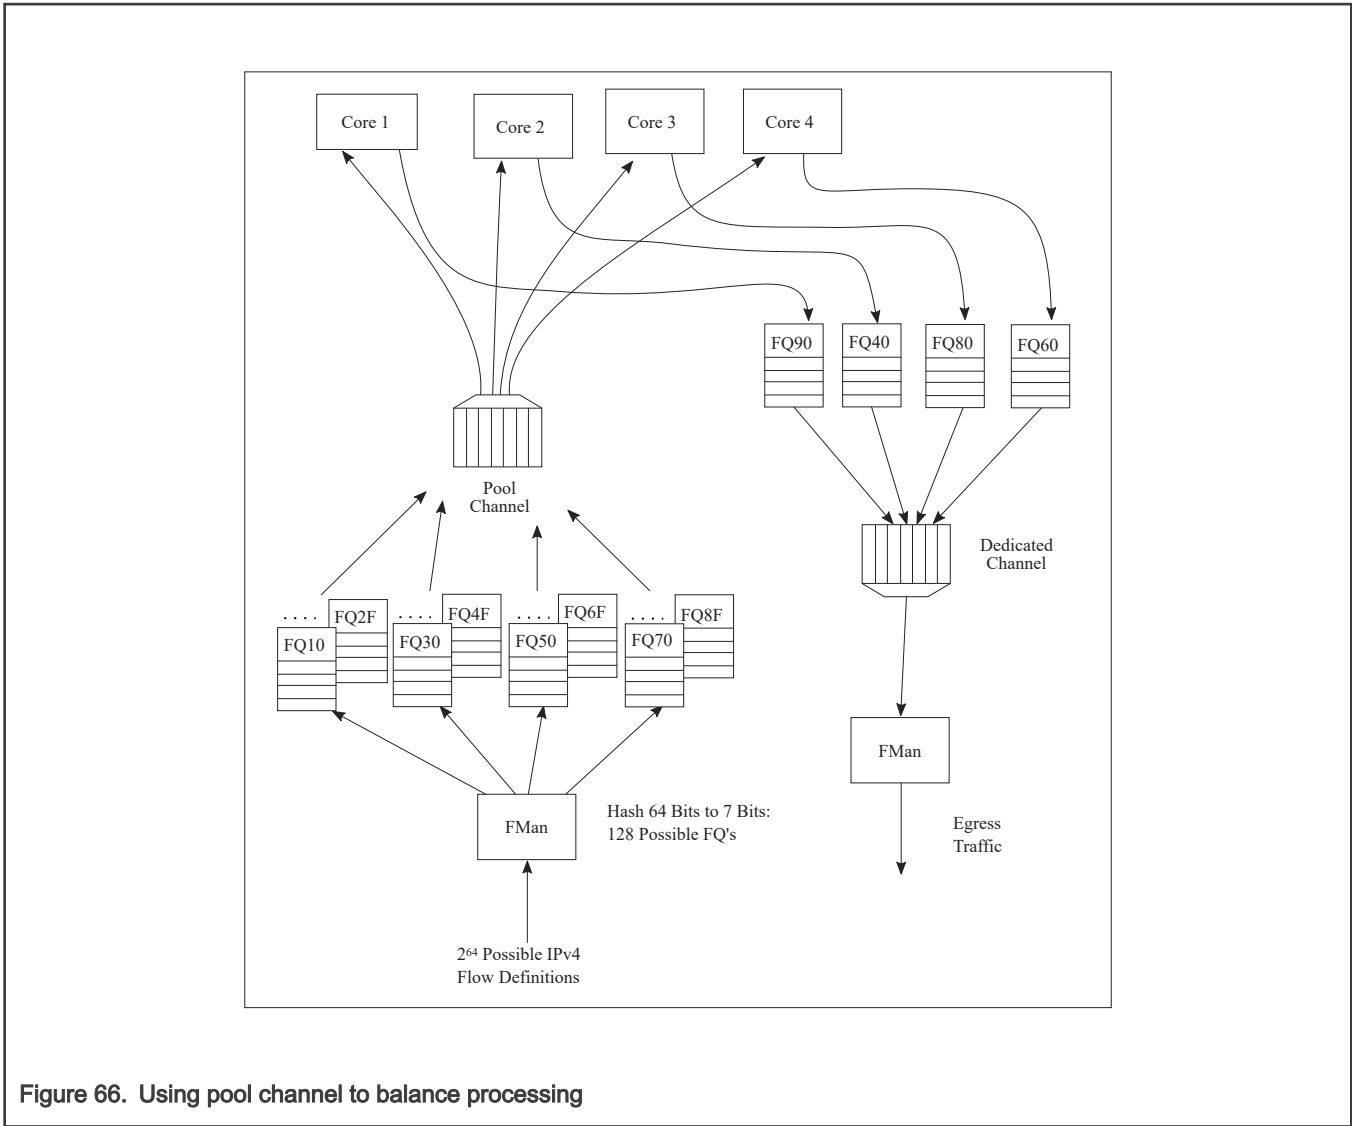 Core 1
Core 2
Core 3
Core 4
FQ90
FQ40
FQ80
FQ60
Pool
Channel
Dedicated
Channel
. . . .
FQ2F
. . . .
FQ4F
. . . .
FQ6F
. . . .
FQ8F
FQ10
FQ30
FQ50
FQ70
FMan
FMan
Hash 64 Bits to 7 Bits:
128 Possible FQ's
Egress
Traffic
2⁶⁴ Possible IPv4
Flow Definitions
Figure 66. Using pool channel to balance processing